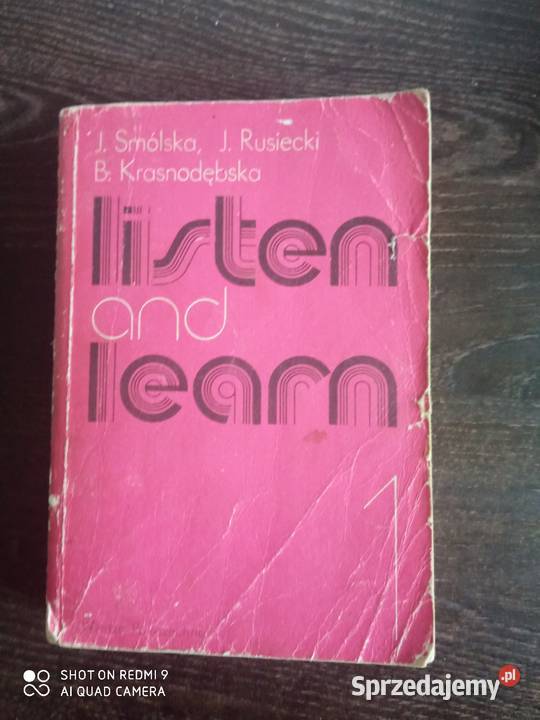 J. Smólska, J. Rusiecki
B. Krasnodębska
listen
and
learn
1
SHOT ON REDMI 9
AI QUAD CAMERA
Sprzedajemy.pl